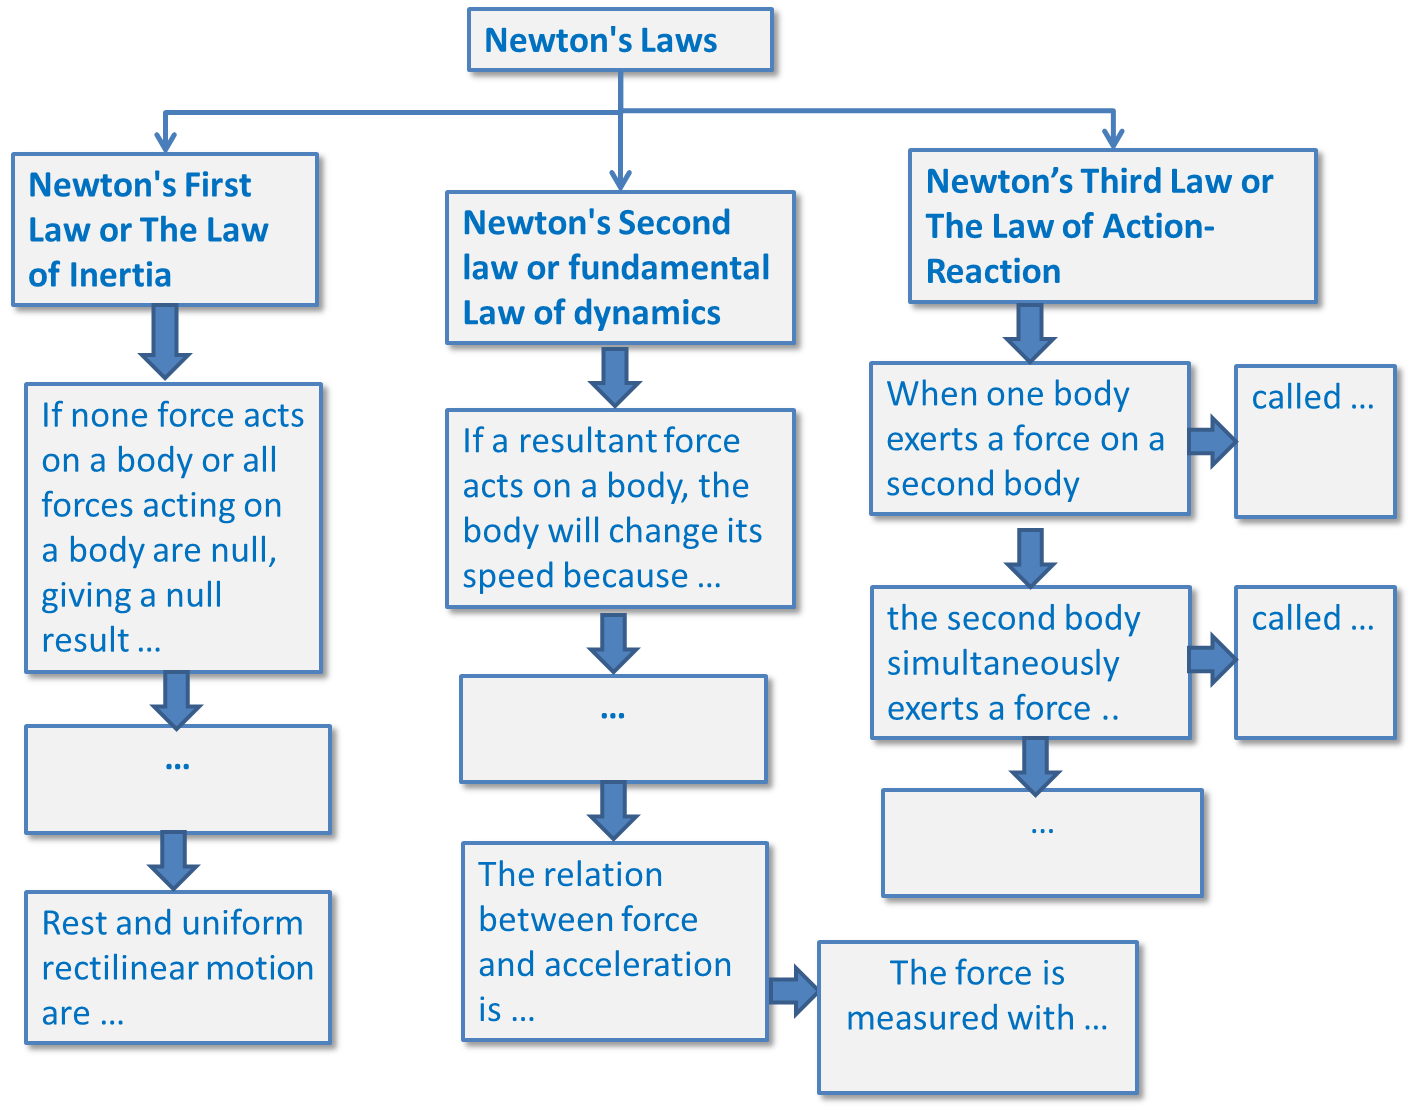 Newton's Laws
Newton's First
Law or The Law
of Inertia
If none force acts
on a body or all
forces acting on
a body are null,
giving a null
result …
…
Rest and uniform
rectilinear motion
are …
Newton's Second
law or fundamental
Law of dynamics
If a resultant force
acts on a body, the
body will change its
speed because …
…
The relation
between force
and acceleration
is …
The force is
measured with …
Newton’s Third Law or
The Law of Action-
Reaction
When one body
exerts a force on a
second body
called …
the second body
simultaneously
exerts a force ..
called …
…